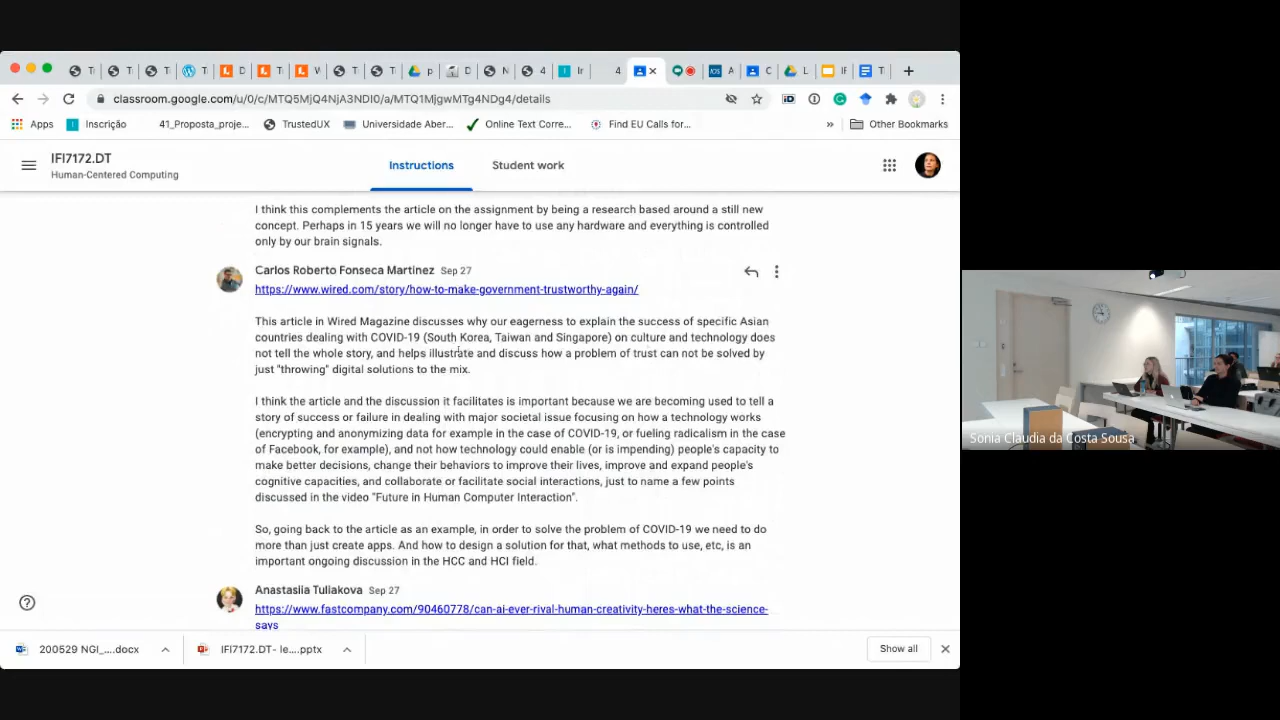 classroom.google.com/u/0/c/MTQ5MjQ4NjA3NDI0/a/MTQ1MjgwMTg4NDg4/details
Apps
Inscrição
41_Proposta_proje...
TrustedUX
Universidade Aber...
Online Text Corre...
Find EU Calls for...
»
Other Bookmarks
IFI7172.DT
Human-Centered Computing
Instructions
Student work
I think this complements the article on the assignment by being a research based around a still new
concept. Perhaps in 15 years we will no longer have to use any hardware and everything is controlled
only by our brain signals.
Carlos Roberto Fonseca Martinez Sep 27
https://www.wired.com/story/how-to-make-government-trustworthy-again/
This article in Wired Magazine discusses why our eagerness to explain the success of specific Asian
countries dealing with COVID-19 (South Korea, Taiwan and Singapore) on culture and technology does
not tell the whole story, and helps illustrate and discuss how a problem of trust can not be solved by
just "throwing" digital solutions to the mix.
I think the article and the discussion it facilitates is important because we are becoming used to tell a
story of success or failure in dealing with major societal issue focusing on how a technology works
(encrypting and anonymizing data for example in the case of COVID-19, or fueling radicalism in the case
of Facebook, for example), and not how technology could enable (or is impending) people's capacity to
make better decisions, change their behaviors to improve their lives, improve and expand people's
cognitive capacities, and collaborate or facilitate social interactions, just to name a few points
discussed in the video "Future in Human Computer Interaction".
So, going back to the article as an example, in order to solve the problem of COVID-19 we need to do
more than just create apps. And how to design a solution for that, what methods to use, etc, is an
important ongoing discussion in the HCC and HCI field.
Anastasiia Tuliakova Sep 27
https://www.fastcompany.com/90460778/can-ai-ever-rival-human-creativity-heres-what-the-science-
says
200529 NGI_....docx
IFI7172.DT- le....pptx
Show all
Sonia Claudia da Costa Sousa